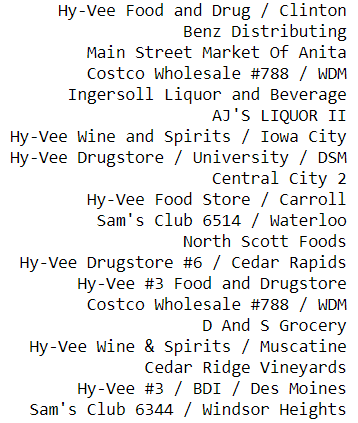 Hy-Vee Food and Drug / Clinton
Benz Distributing
Main Street Market Of Anita
Costco Wholesale #788 / WDM
Ingersoll Liquor and Beverage
AJ'S LIQUOR II
Hy-Vee Wine and Spirits / Iowa City
Hy-Vee Drugstore / University / DSM
Central City 2
Hy-Vee Food Store / Carroll
Sam's Club 6514 / Waterloo
North Scott Foods
Hy-Vee Drugstore #6 / Cedar Rapids
Hy-Vee #3 Food and Drugstore
Costco Wholesale #788 / WDM
D And S Grocery
Hy-Vee Wine & Spirits / Muscatine
Cedar Ridge Vineyards
Hy-Vee #3 / BDI / Des Moines
Sam's Club 6344 / Windsor Heights